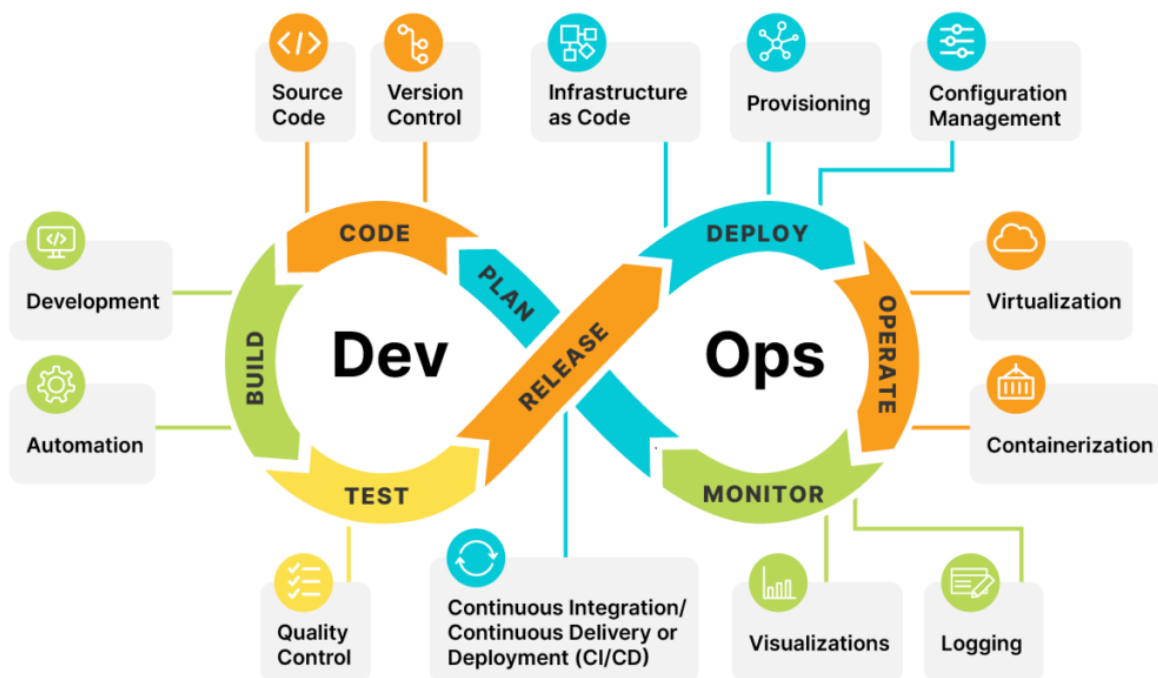 Source
Code
Version
Control
Infrastructure
as Code
Provisioning
Configuration
Management
Development
Automation
CODE
PLAN
BUILD
Dev
TEST
RELEASE
DEPLOY
Ops
OPERATE
MONITOR
Virtualization
Containerization
Quality
Control
Continuous Integration/
Continuous Delivery or
Deployment (CI/CD)
Visualizations
Logging